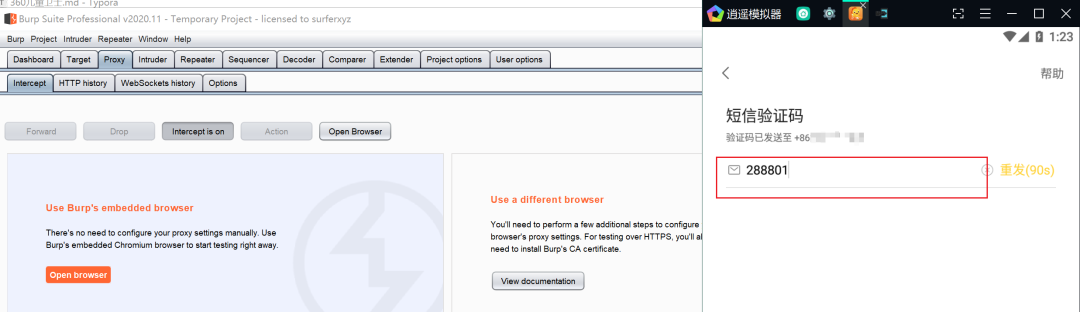 360儿童卫士.md - Typora
Burp Suite Professional v2020.11 - Temporary Project - licensed to surferxyz
Burp Project Intruder Repeater Window Help
Dashboard Target Proxy Intruder Repeater Sequencer Decoder Comparer Extender Project options User options
Intercept HTTP history WebSockets history Options
Forward Drop Intercept is on Action Open Browser
Use Burp's embedded browser
There's no need to configure your proxy settings manually. Use
Burp's embedded Chromium browser to start testing right away.
Open browser
Use a different browser
You'll need to perform a few additional steps to configure
browser's proxy settings. For testing over HTTPS, you'll al
need to install Burp's CA certificate.
View documentation
逍遥模拟器
1:23
帮助
短信验证码
验证码已发送至 +86
288801
重发(90s)